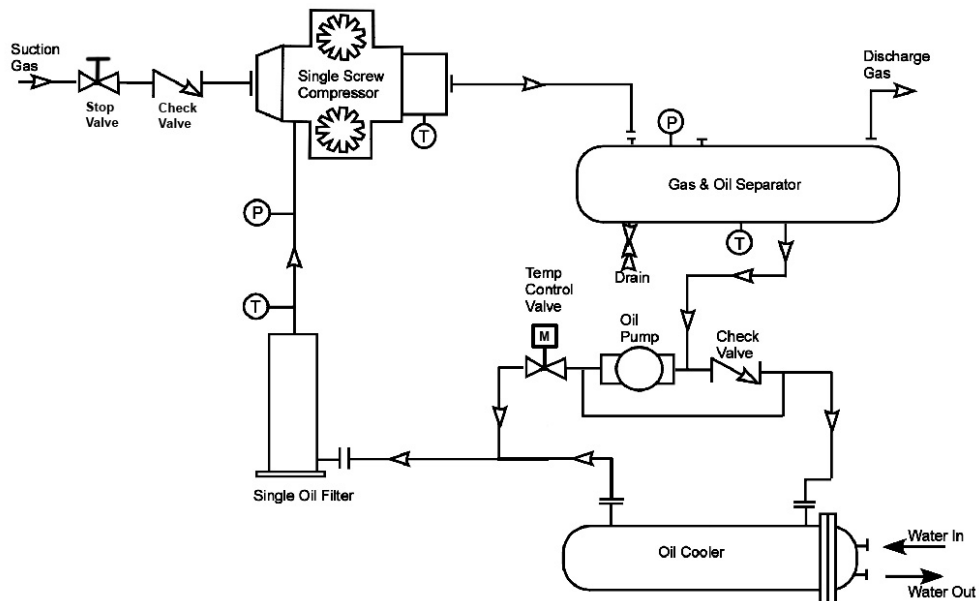 Suction
Gas
Stop
Valve
Check
Valve
Single Screw
Compressor
T
Discharge
Gas
P
Gas & Oil Separator
T
Drain
P
T
Temp
Control
Valve
M
Oil
Pump
Check
Valve
Single Oil Filter
Oil Cooler
Water In
Water Out